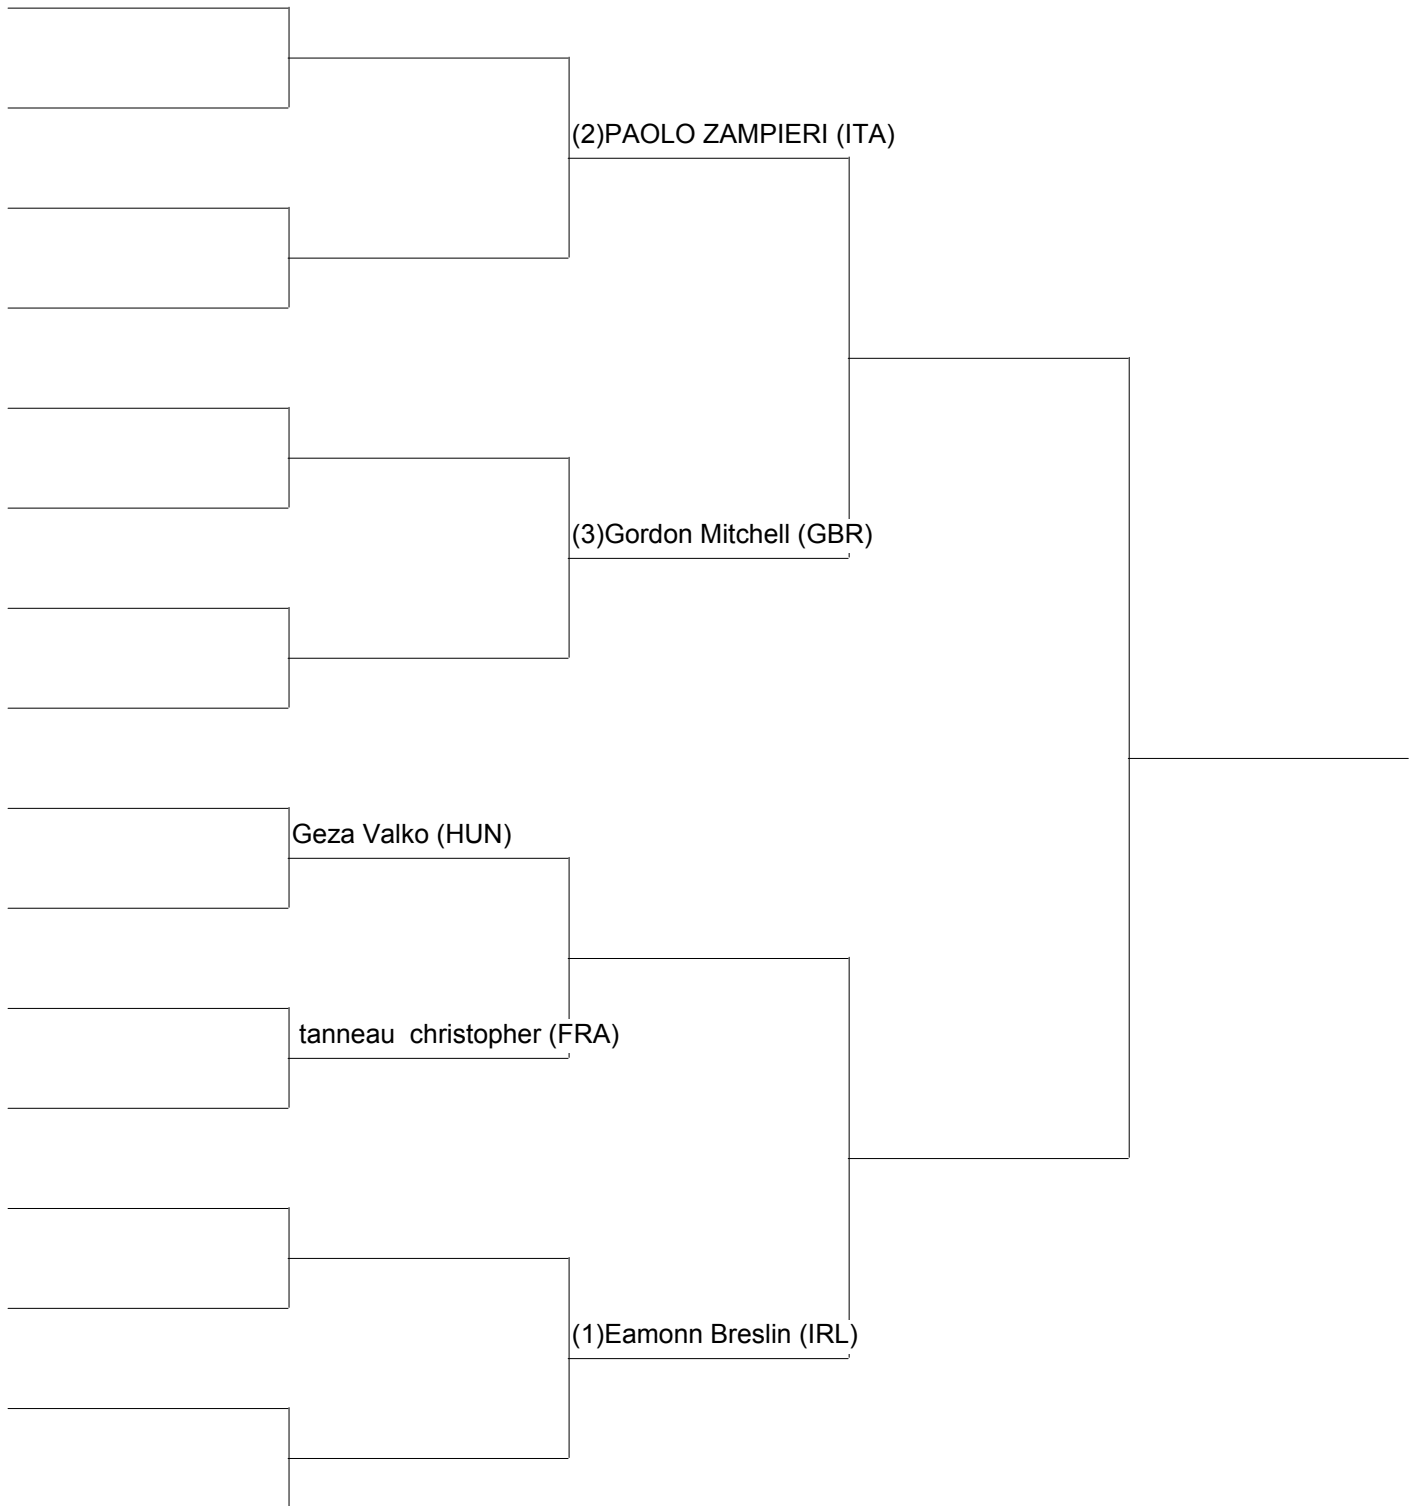 (2)PAOLO ZAMPIERI (ITA)
(3)Gordon Mitchell (GBR)
Geza Valko (HUN)
tanneau  christopher (FRA)
(1)Eamonn Breslin (IRL)